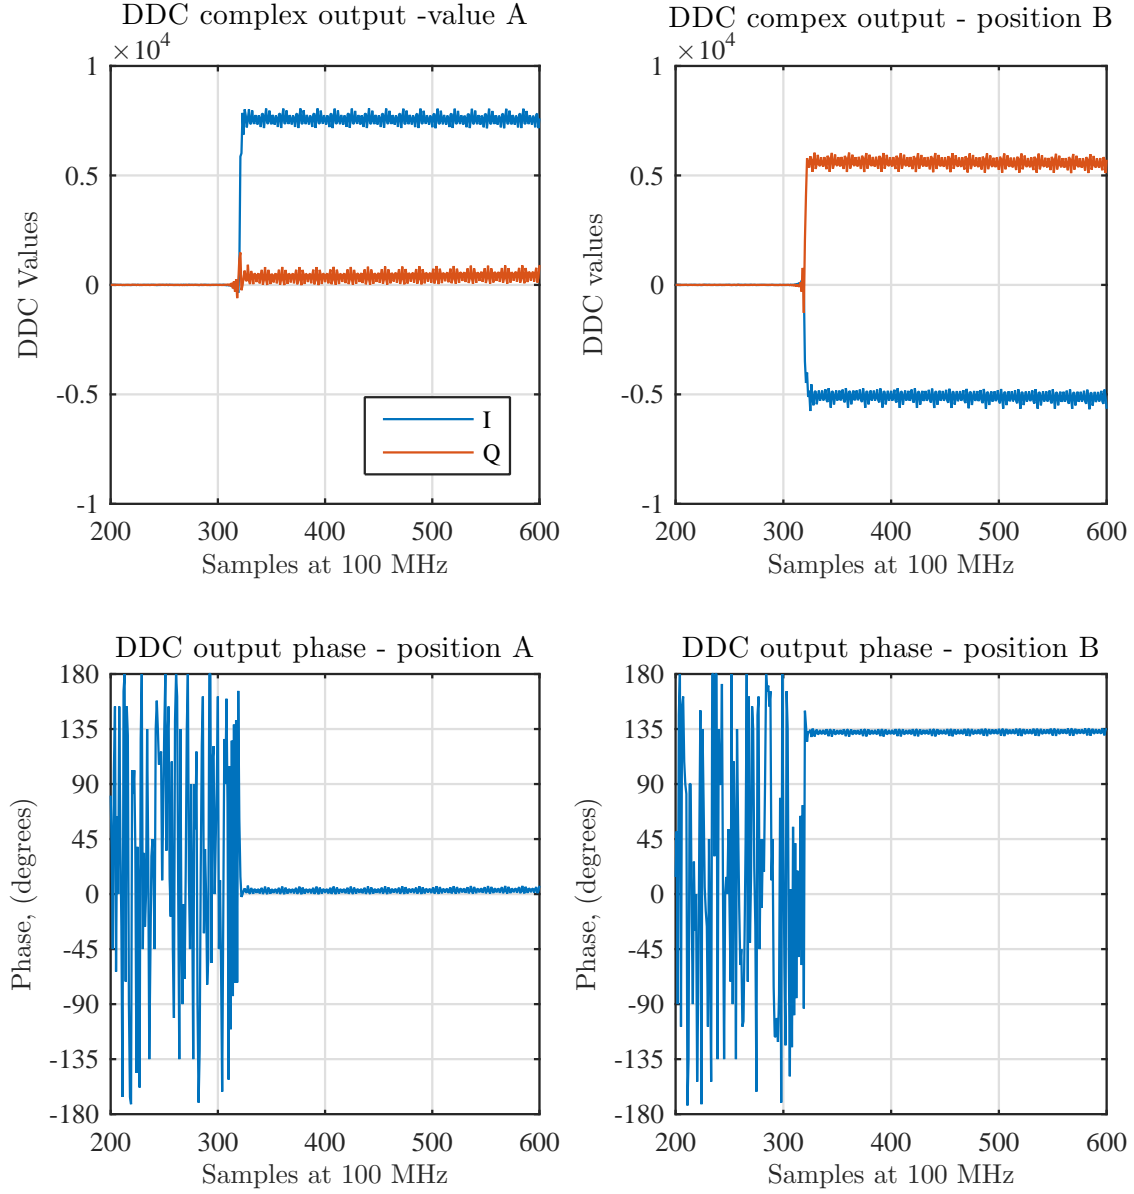 DDC complex output -value A
×10⁴
1
0.5
0
-0.5
-1
200 300 400 500 600
DDC Values
Samples at 100 MHz
I
Q
DDC compex output - position B
×10⁴
1
0.5
0
-0.5
-1
200 300 400 500 600
DDC values
Samples at 100 MHz
DDC output phase - position A
180
135
90
45
0
-45
-90
-135
-180
200 300 400 500 600
Phase, (degrees)
Samples at 100 MHz
DDC output phase - position B
180
135
90
45
0
-45
-90
-135
-180
200 300 400 500 600
Phase, (degrees)
Samples at 100 MHz